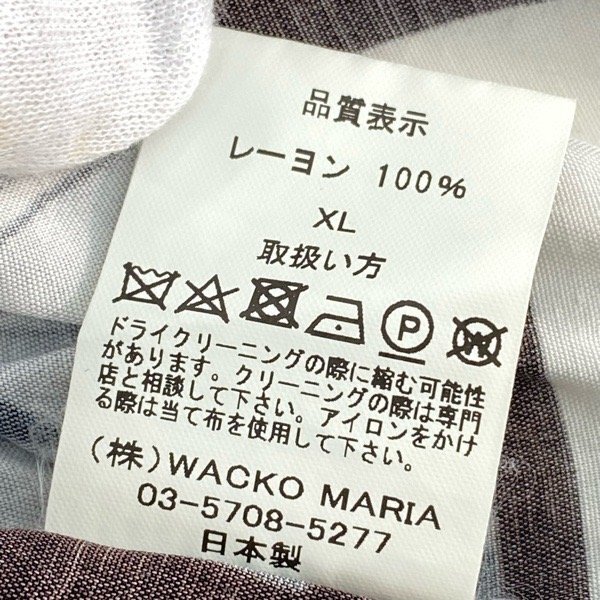 品質表示
レーヨン 100%
XL
取扱い方
P
W
ドライクリーニングの際に縮む可能性
があります。クリーニングの際は専門
店と相談して下さい。アイロンをかけ
る際は当て布を使用して下さい。
(株)WACKO MARIA
03-5708-5277
日本製